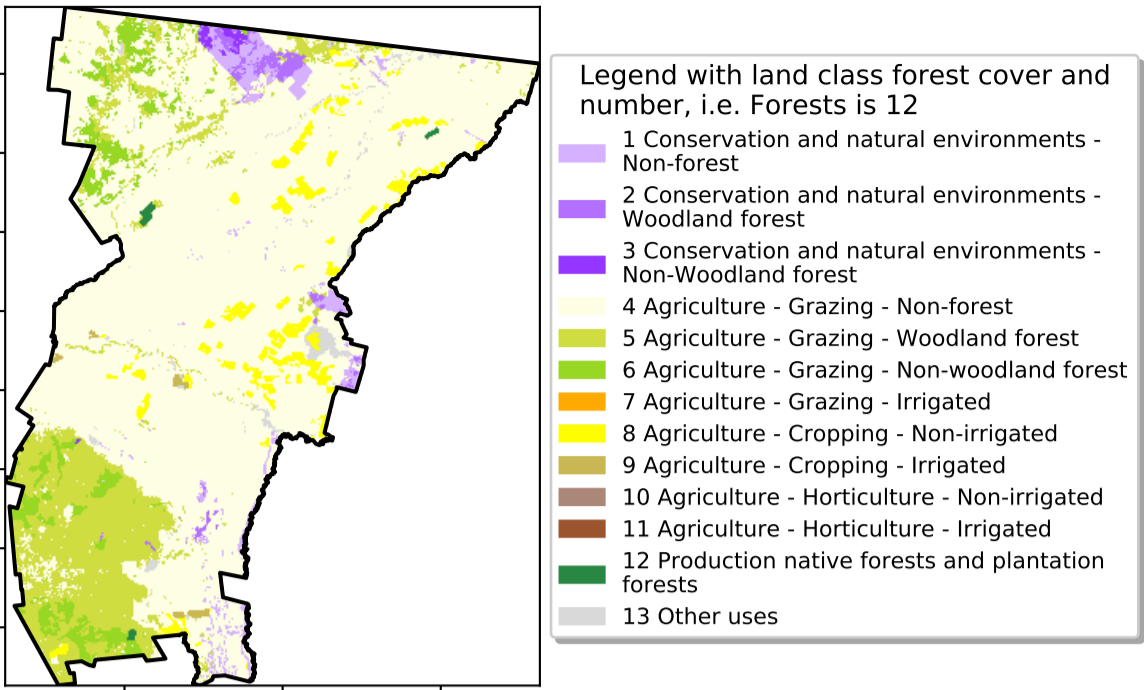 Legend with land class forest cover and
number, i.e. Forests is 12
1 Conservation and natural environments -
Non-forest
2 Conservation and natural environments -
Woodland forest
3 Conservation and natural environments -
Non-Woodland forest
4 Agriculture - Grazing - Non-forest
5 Agriculture - Grazing - Woodland forest
6 Agriculture - Grazing - Non-woodland forest
7 Agriculture - Grazing - Irrigated
8 Agriculture - Cropping - Non-irrigated
9 Agriculture - Cropping - Irrigated
10 Agriculture - Horticulture - Non-irrigated
11 Agriculture - Horticulture - Irrigated
12 Production native forests and plantation
forests
13 Other uses